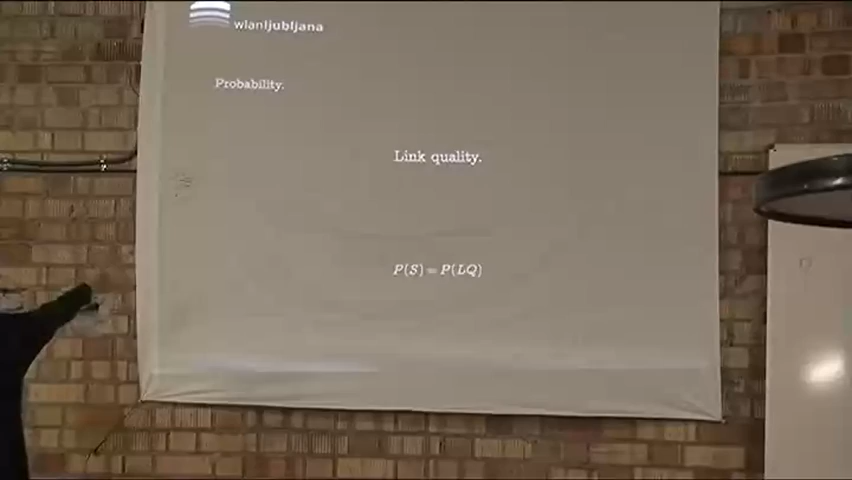 wlanljubljana
Probability.
Link quality.
P(S) = P(LQ)